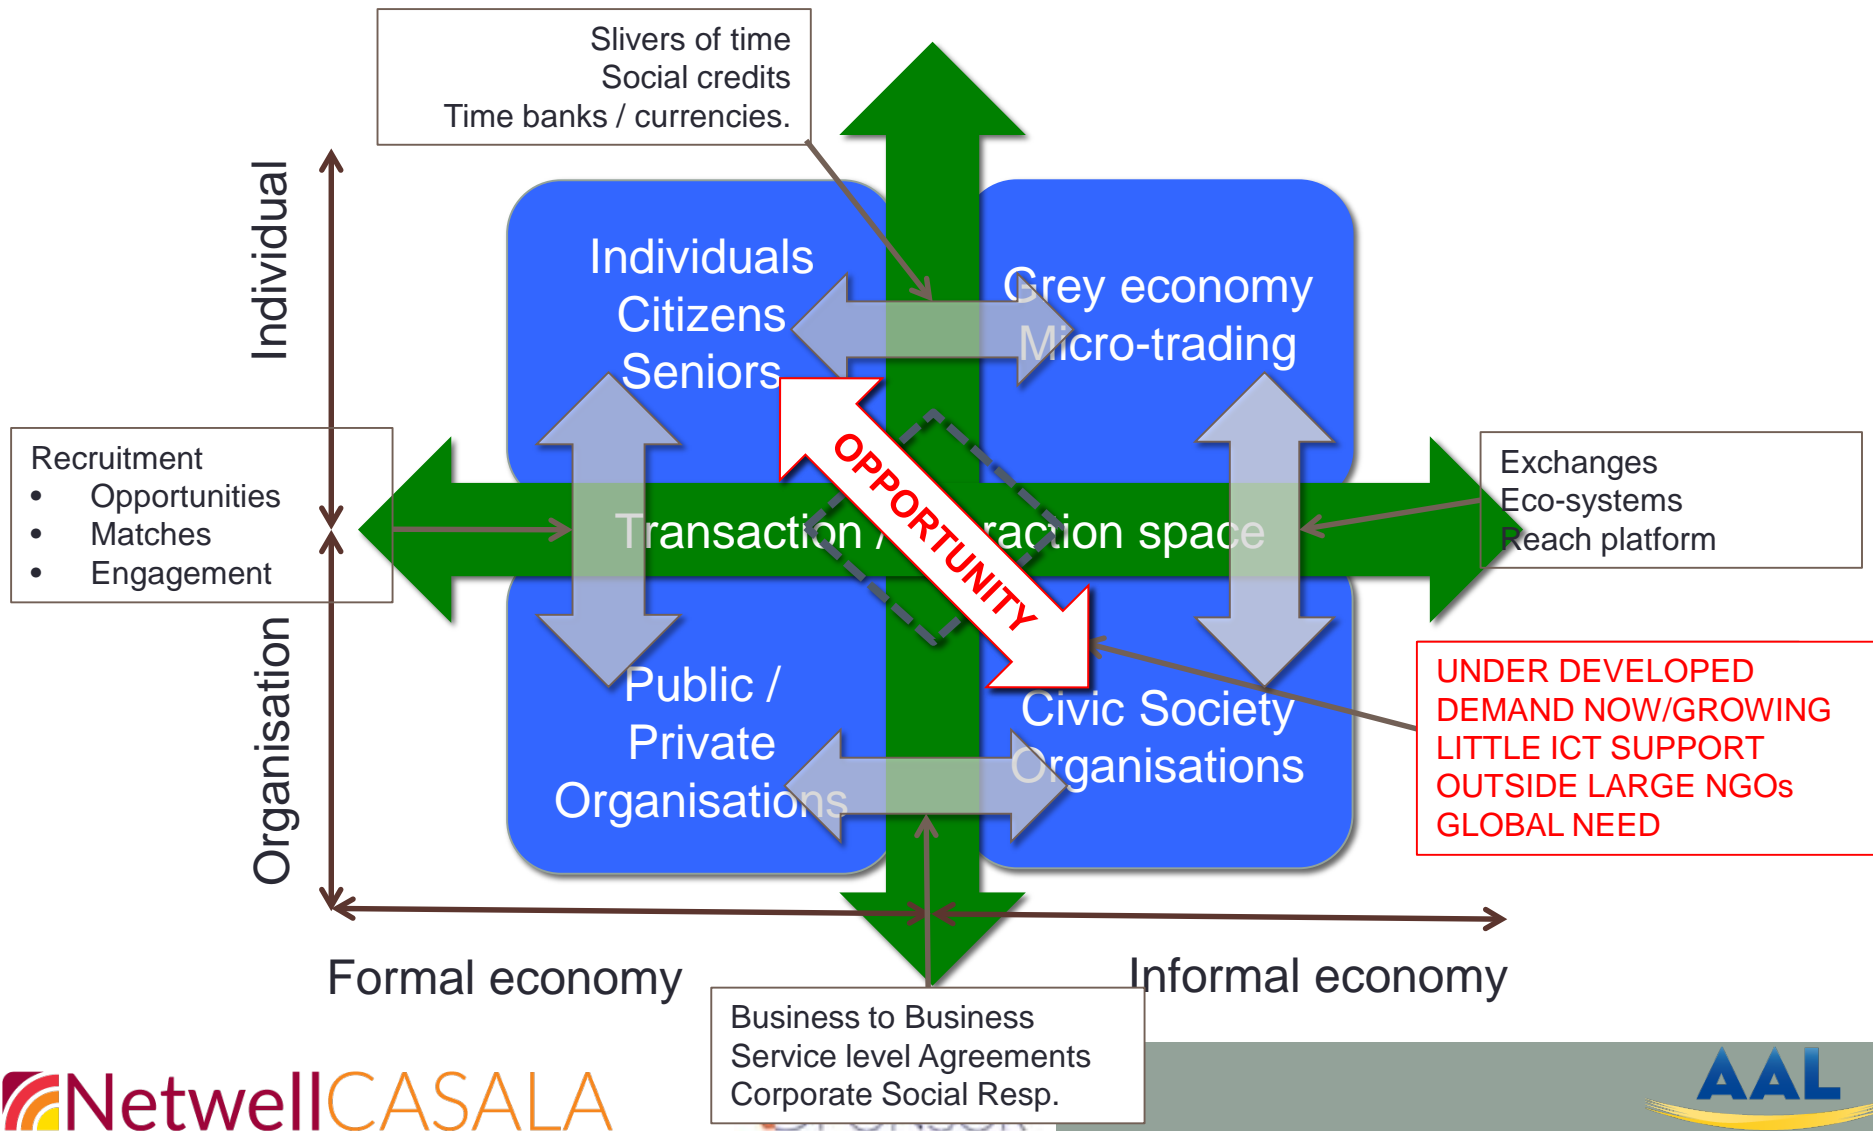 Slivers of time
Social credits
Time banks / currencies.
Individual
Individuals
Citizens
Seniors
Grey economy
Micro-trading
Recruitment
• Opportunities
• Matches
• Engagement
Transaction /
raction space
OPPORTUNITY
Exchanges
Eco-systems
Reach platform
Organisation
Public /
Private
Organisations
Civic Society
Organisations
UNDER DEVELOPED
DEMAND NOW/GROWING
LITTLE ICT SUPPORT
OUTSIDE LARGE NGOs
GLOBAL NEED
Formal economy
Informal economy
Business to Business
Service level Agreements
Corporate Social Resp.
NetwellCASALA
AAL